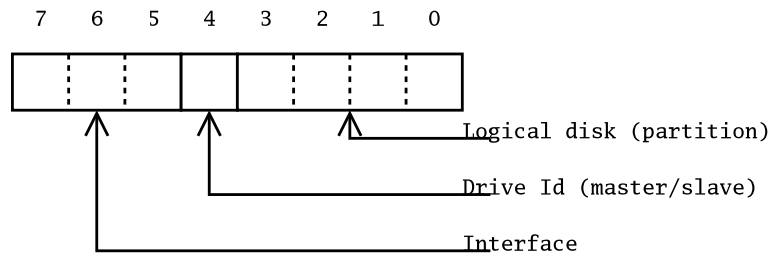 7 6 5 4 3 2 1 0
Logical disk (partition)
Drive Id (master/slave)
Interface